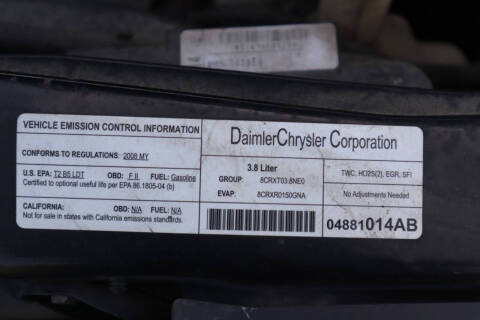 VEHICLE EMISSION CONTROL INFORMATION
CONFORMS TO REGULATIONS: 2008 MY
U.S. EPA: T2 B5 LDT OBD: F II FUEL: Gasoline
Certified to optional useful life per EPA 86.1805-04 (b)
CALIFORNIA: OBD: N/A FUEL: N/A
Not for sale in states with California emissions standards.
DaimlerChrysler Corporation
3.8 Liter
GROUP: 8CRXT03.8NE0
EVAP: 8CRXR0150GNA
TWC, HO2S(2), EGR, SFI
No Adjustments Needed
04881014AB